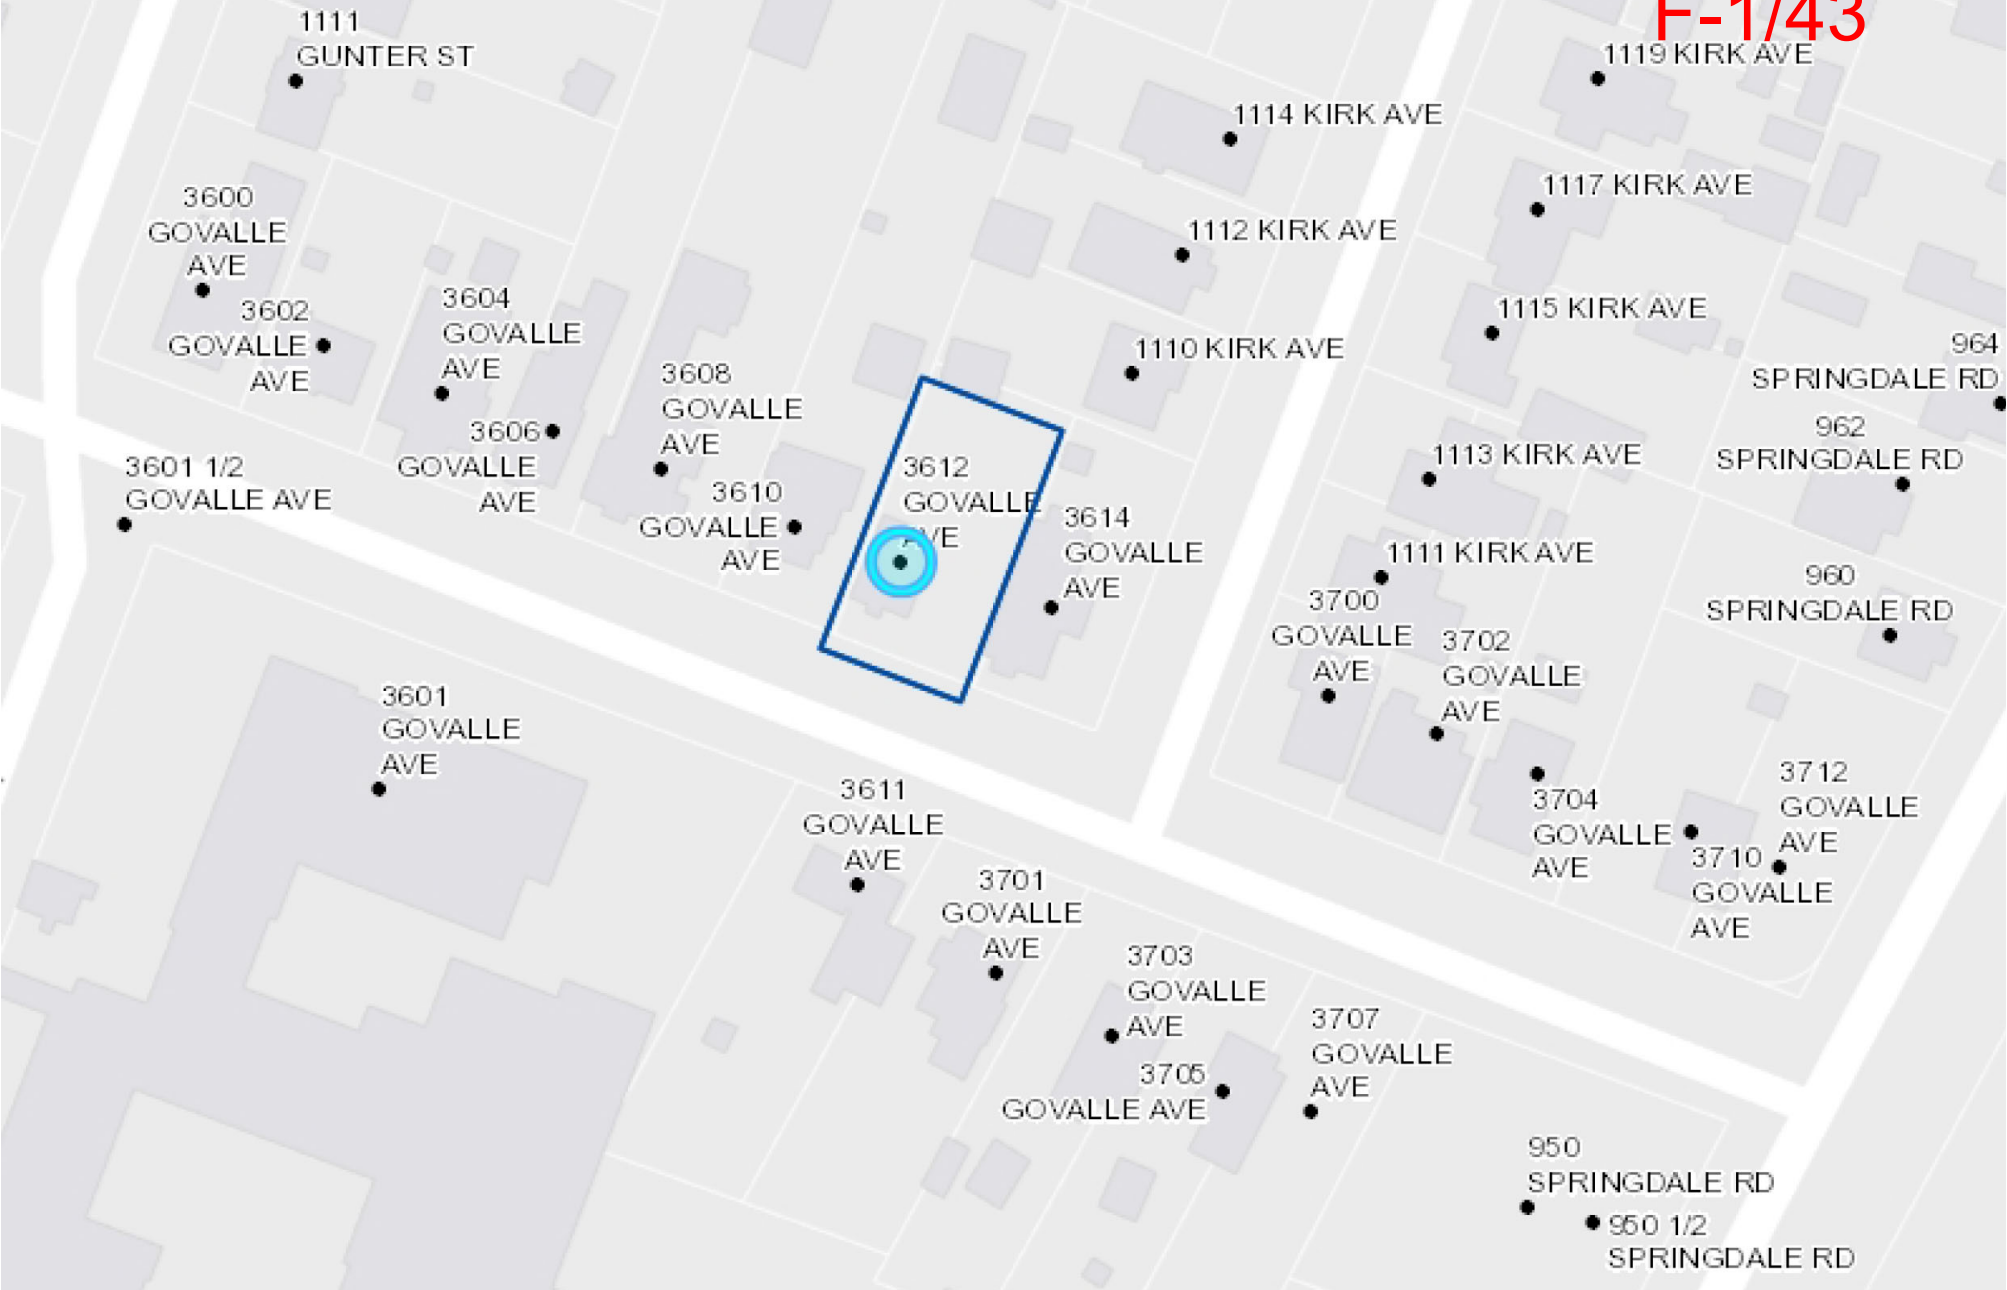 F-1/43
1111
GUNTER ST
1119 KIRK AVE
1114 KIRK AVE
1117 KIRK AVE
3600
GOVALLE
AVE
1112 KIRK AVE
3602
GOVALLE
AVE
3604
GOVALLE
AVE
1115 KIRK AVE
1110 KIRK AVE
964
SPRINGDALE RD
3608
GOVALLE
AVE
3606
GOVALLE
AVE
962
SPRINGDALE RD
1113 KIRK AVE
3601 1/2
GOVALLE AVE
3612
GOVALLE
AVE
3610
GOVALLE
AVE
3614
GOVALLE
AVE
1111 KIRK AVE
960
SPRINGDALE RD
3700
GOVALLE
AVE
3702
GOVALLE
AVE
3601
GOVALLE
AVE
3611
GOVALLE
AVE
3704
GOVALLE
AVE
3712
GOVALLE
AVE
3710
GOVALLE
AVE
3701
GOVALLE
AVE
3703
GOVALLE
AVE
3707
GOVALLE
AVE
3705
GOVALLE AVE
950
SPRINGDALE RD
950 1/2
SPRINGDALE RD